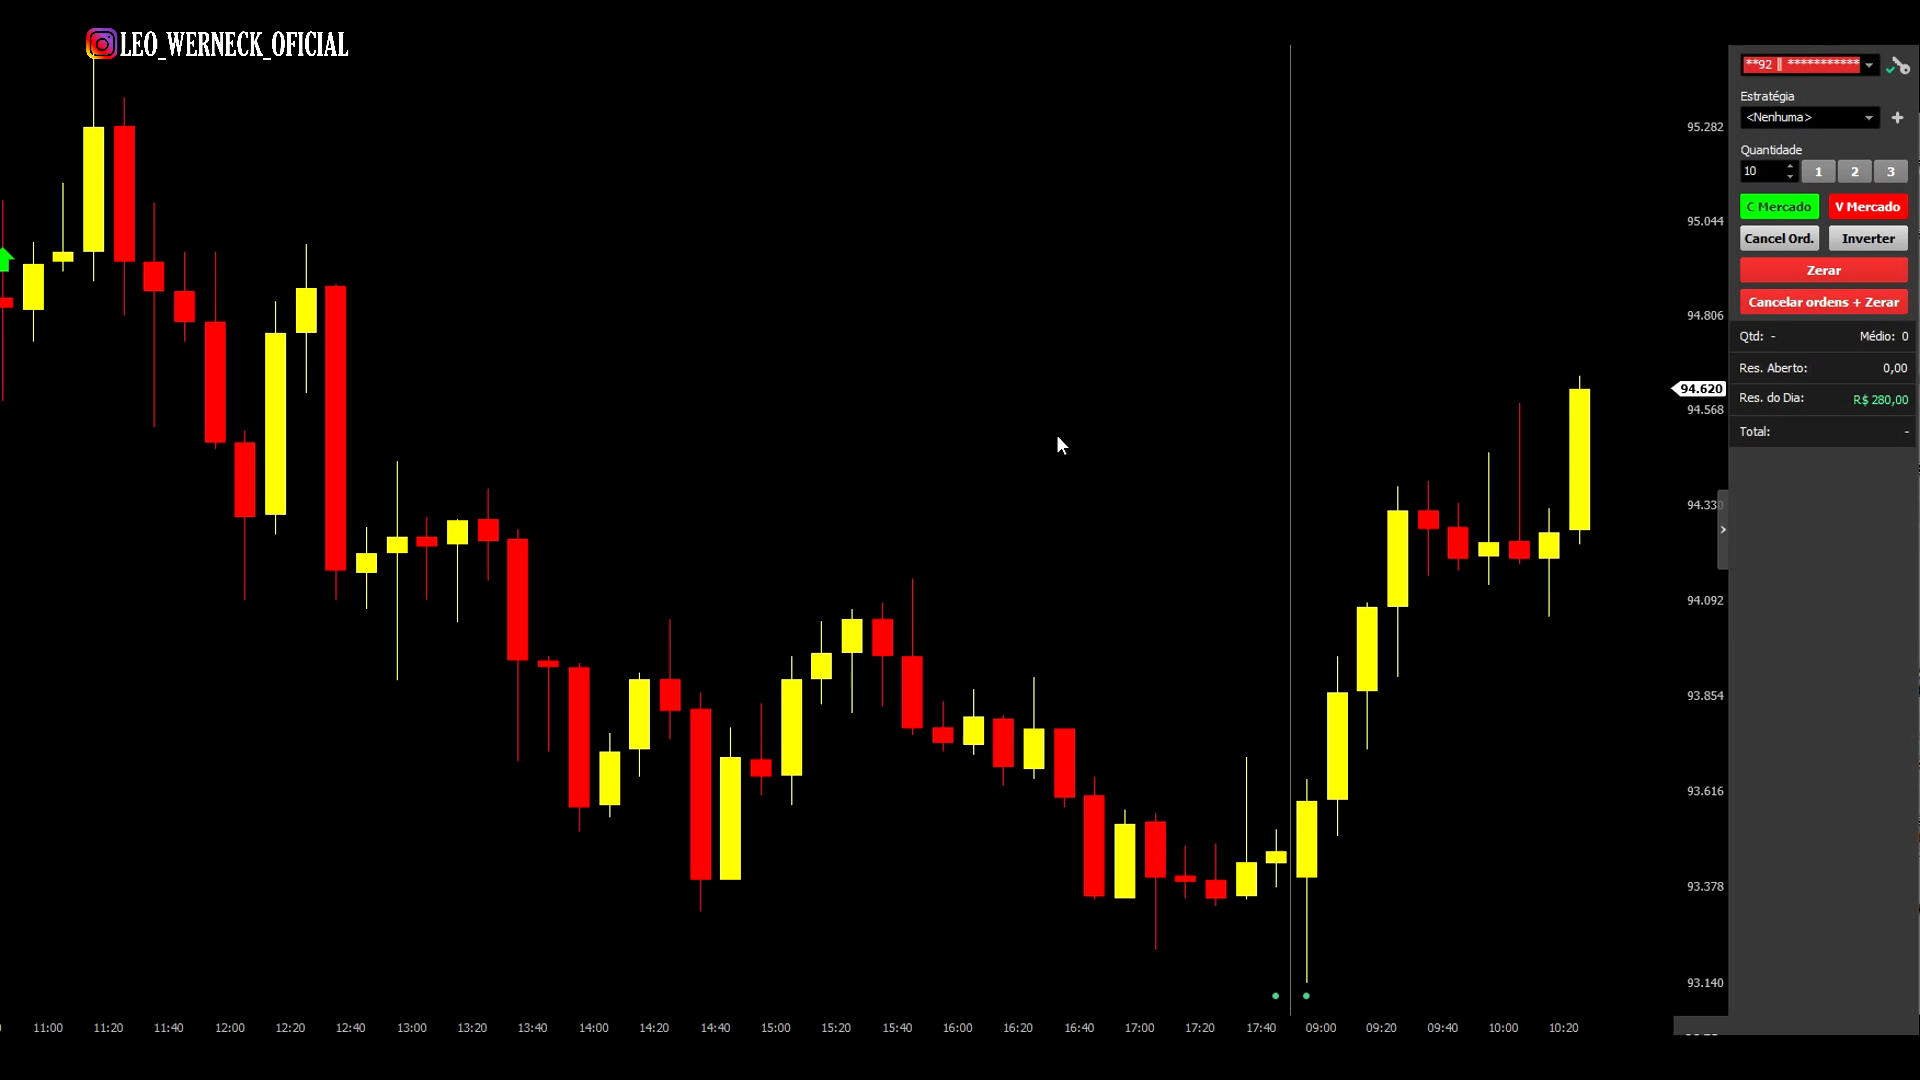 LEO_WERNECK_OFICIAL
**92 ***********
Estratégia
<Nenhuma>
Quantidade
10 1 2 3
C Mercado V Mercado
Cancel Ord. Inverter
Zerar
Cancelar ordens + Zerar
Qtd: - Médio: 0
Res. Aberto: 0,00
Res. do Dia: R$ 280,00
Total: -
95.282
95.044
94.806
94.620
94.568
94.330
94.092
93.854
93.616
93.378
93.140
11:00 11:20 11:40 12:00 12:20 12:40 13:00 13:20 13:40 14:00 14:20 14:40 15:00 15:20 15:40 16:00 16:20 16:40 17:00 17:20 17:40 09:00 09:20 09:40 10:00 10:20